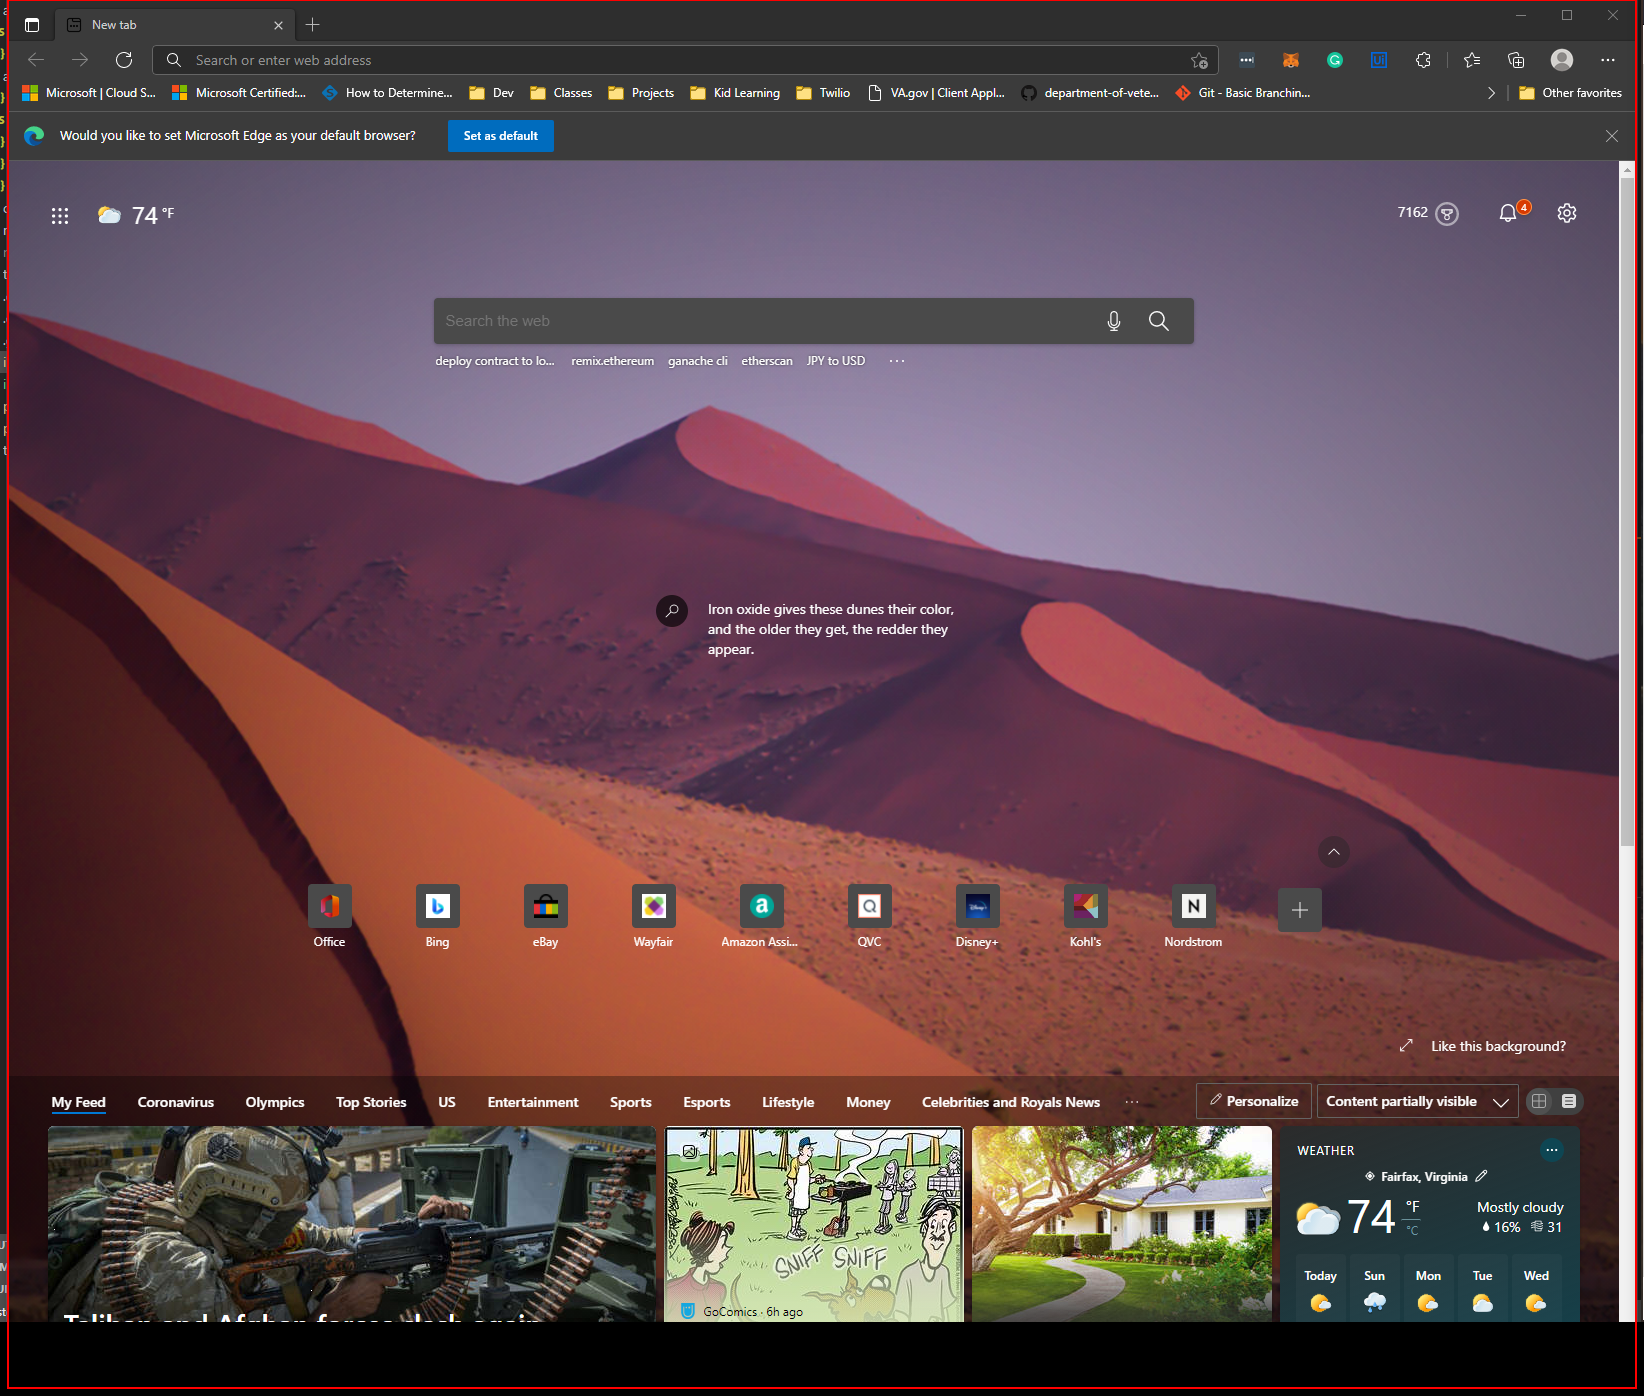 New tab
Search or enter web address
Microsoft | Cloud S... Microsoft Certified:... How to Determine... Dev Classes Projects Kid Learning Twilio VA.gov | Client Appl... department-of-vete... Git - Basic Branchin... Other favorites
Would you like to set Microsoft Edge as your default browser? Set as default
74 °F
7162
4
Search the web
deploy contract to lo... remix.ethereum ganache cli etherscan JPY to USD ...
Iron oxide gives these dunes their color,
and the older they get, the redder they
appear.
Office Bing eBay Wayfair Amazon Assi... QVC Disney+ Kohl's Nordstrom
Like this background?
My Feed Coronavirus Olympics Top Stories US Entertainment Sports Esports Lifestyle Money Celebrities and Royals News ... Personalize Content partially visible
SNIFF SNIFF
GoComics · 6h ago
Taliban and Afghan forces clash again
WEATHER
Fairfax, Virginia
74 °F
°C
Mostly cloudy
16% 31
Today Sun Mon Tue Wed